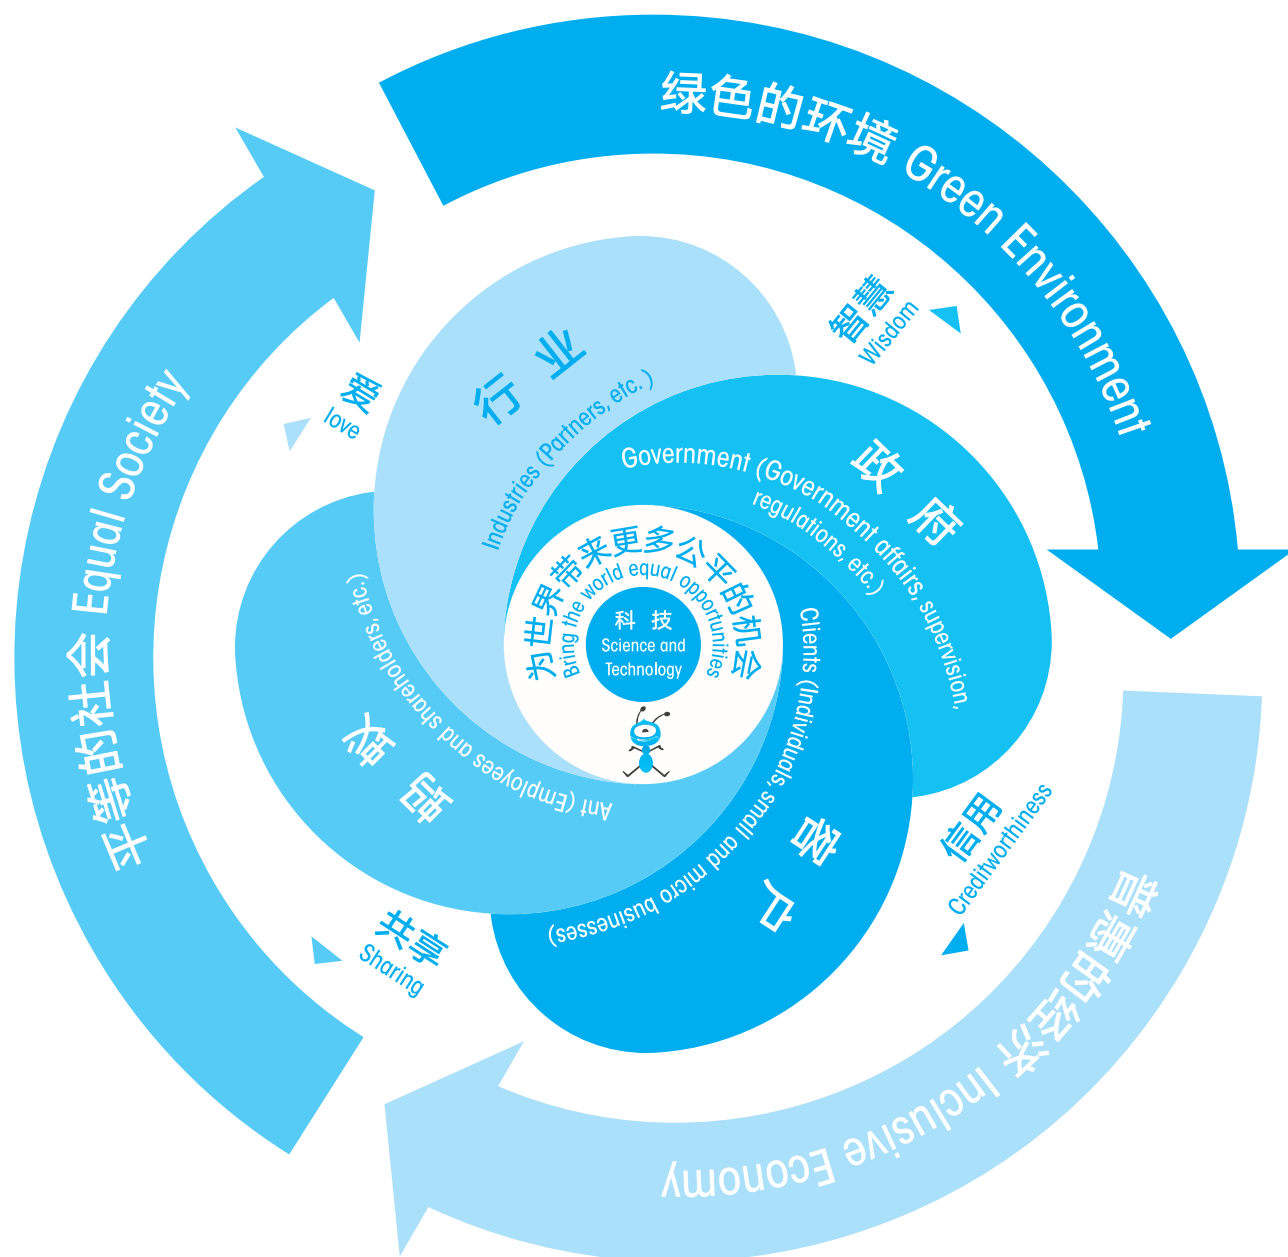 绿色的环境 Green Environment
智慧
Wisdom
爱
love
行业
Industries (Partners, etc.)
政府
Government (Government affairs, supervision,
regulations, etc.)
平等的社会 Equal Society
为世界带来更多公平的机会
Bring the world equal opportunities
科技
Science and
Technology
Clients (Individuals, small and micro businesses)
客户
Ant (Employees and shareholders, etc)
蚂蚁
信用
Creditworthiness
共享
Sharing
普惠的经济 Inclusive Economy